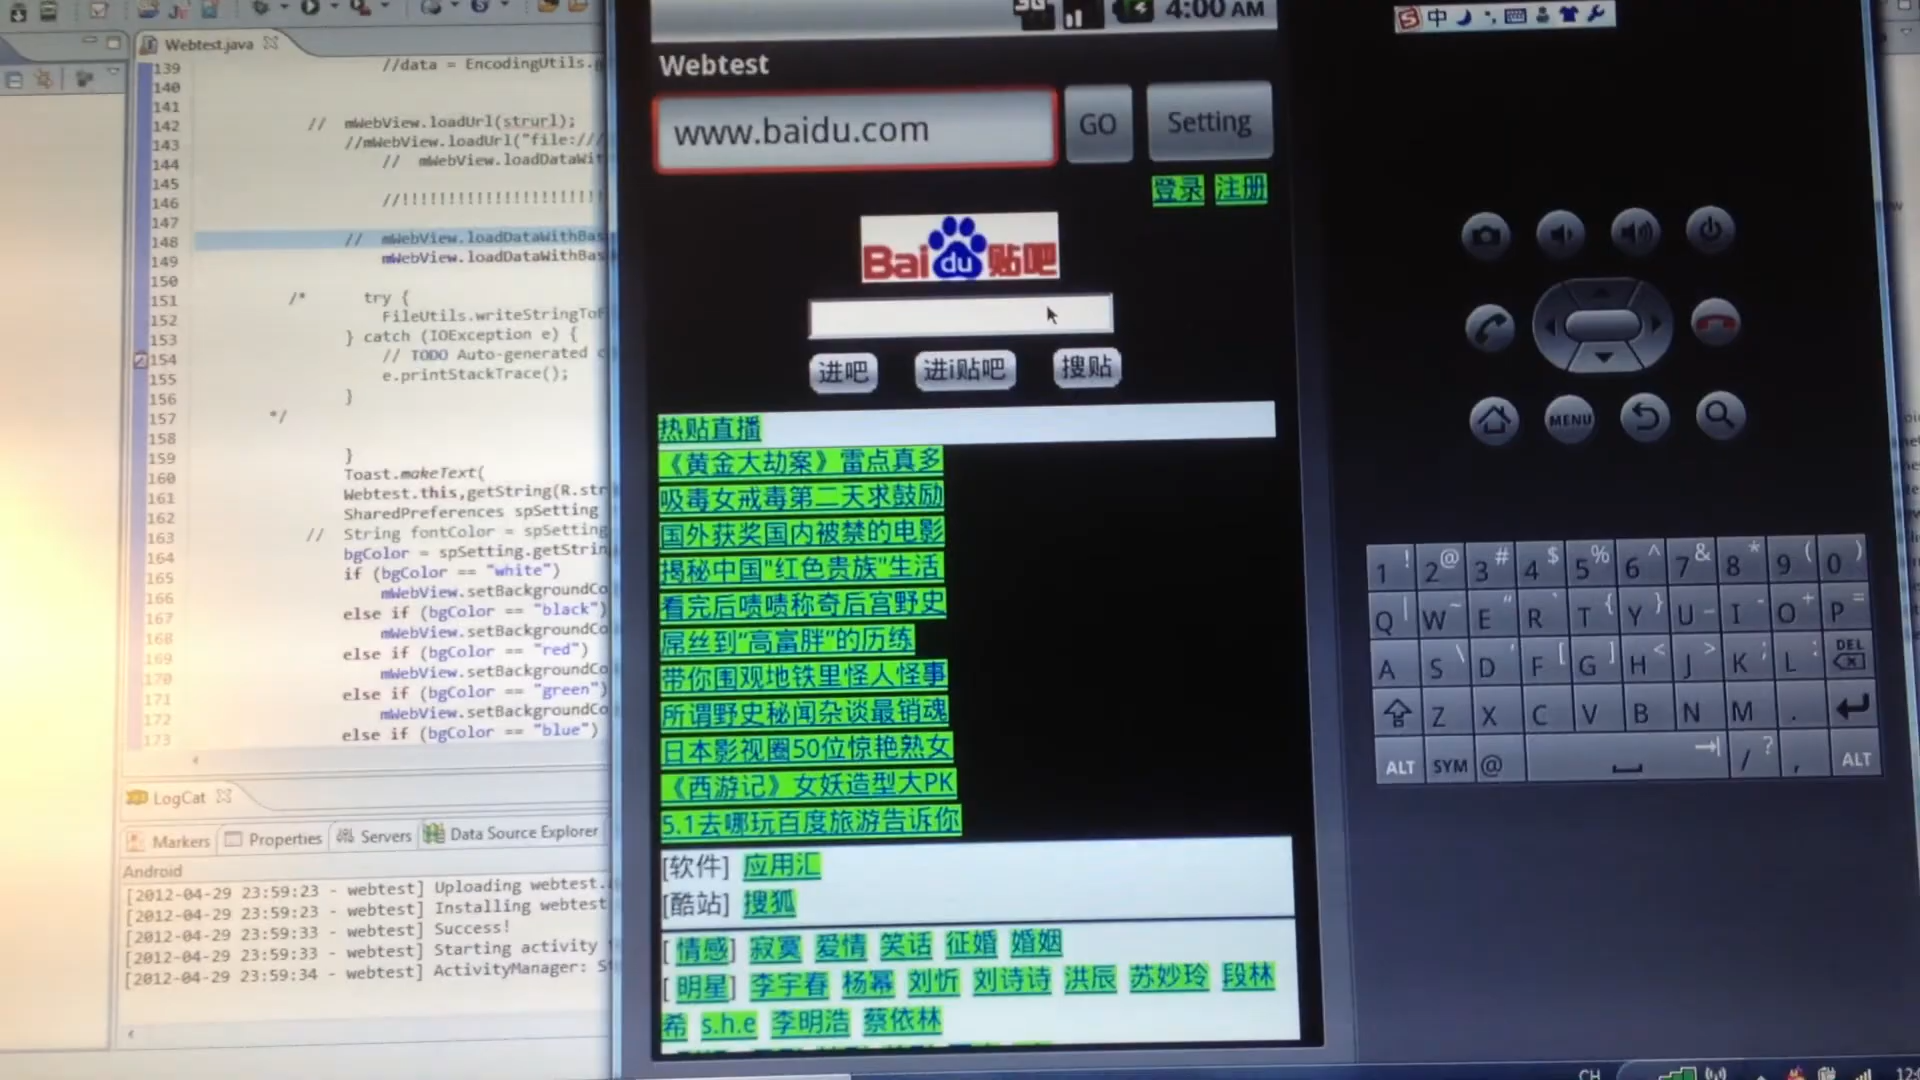 Webtest.java
139 //data = EncodingUtils.
140
141
142 // mWebView.loadUrl(strurl);
143 //mWebView.loadUrl("file:///
144 // mWebView.loadDataWit
145
146 //!!!!!!!!!!!!!!!!!!!!!!!
147
148 // mWebView.loadDataWithBas
149 mWebView.loadDataWithBas
150
151 /* try {
152 FileUtils.writeStringToF
153 } catch (IOException e) {
154 // TODO Auto-generated c
155 e.printStackTrace();
156 }
157 */
158
159 }
160 Toast.makeText(
161 Webtest.this,getString(R.str
162 SharedPreferences spSetting
163 // String fontColor = spSetting
164 bgColor = spSetting.getStrin
165 if (bgColor == "white")
166 mWebView.setBackgroundCo
167 else if (bgColor == "black")
168 mWebView.setBackgroundCo
169 else if (bgColor == "red")
170 mWebView.setBackgroundCo
171 else if (bgColor == "green")
172 mWebView.setBackgroundCo
173 else if (bgColor == "blue")
LogCat
Markers Properties Servers Data Source Explorer
Android
[2012-04-29 23:59:23 - webtest] Uploading webtest.
[2012-04-29 23:59:23 - webtest] Installing webtest
[2012-04-29 23:59:33 - webtest] Success!
[2012-04-29 23:59:33 - webtest] Starting activity
[2012-04-29 23:59:34 - webtest] ActivityManager: S
3G 4:00 AM
Webtest
www.baidu.com GO Setting
登录 注册
Bai du 贴吧
进吧 进i贴吧 搜贴
热贴直播
《黄金大劫案》雷点真多
吸毒女戒毒第二天求鼓励
国外获奖国内被禁的电影
揭秘中国"红色贵族"生活
看完后啧啧称奇后宫野史
屌丝到"高富胖"的历练
带你围观地铁里怪人怪事
所谓野史秘闻杂谈最销魂
日本影视圈50位惊艳熟女
《西游记》女妖造型大PK
5.1去哪玩百度旅游告诉你
[软件] 应用汇
[酷站] 搜狐
[情感] 寂寞 爱情 笑话 征婚 婚姻
[明星] 李宇春 杨幂 刘忻 刘诗诗 洪辰 苏妙玲 段林
希 s.h.e 李明浩 蔡依林
S 中
MENU
1 ! 2 @ 3 # 4 $ 5 % 6 ^ 7 & 8 * 9 ( 0 )
Q | W ~ E " R ` T { Y } U - I - O + P =
A S \ D ' F [ G ] H < J > K ; L : DEL
Z X C V B N M .
ALT SYM @ / ? , ALT
CH